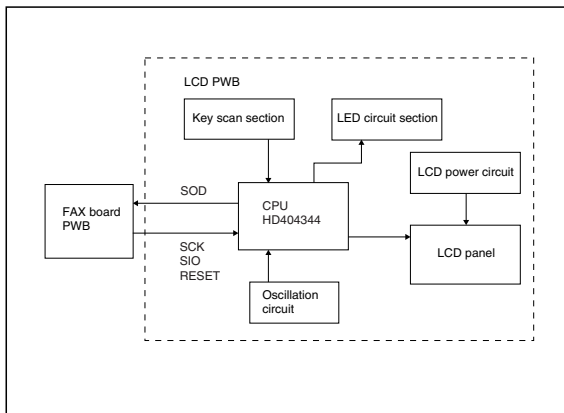 LCD PWB
Key scan section
LED circuit section
LCD power circuit
SOD
CPU
HD404344
FAX board
PWB
SCK
SIO
RESET
LCD panel
Oscillation
circuit